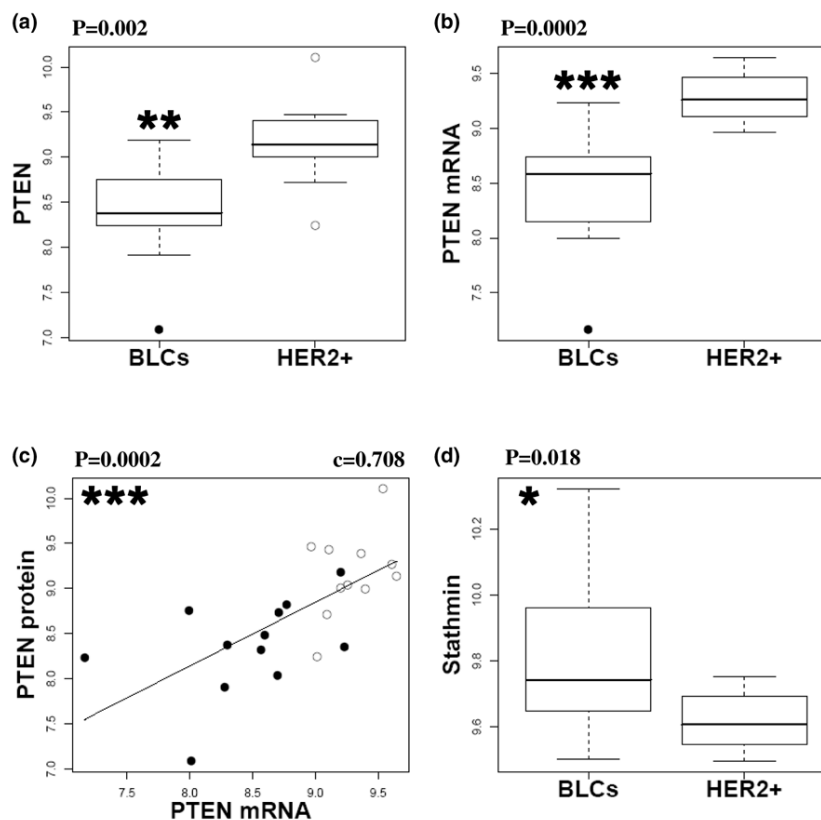 (a)
P=0.002
**
PTEN
10.0
9.5
9.0
8.5
8.0
7.5
7.0
BLCs HER2+
(b)
P=0.0002
***
PTEN mRNA
9.5
9.0
8.5
8.0
7.5
BLCs HER2+
(c)
P=0.0002 c=0.708
***
PTEN protein
10.0
9.5
9.0
8.5
8.0
7.5
7.0
7.5 8.0 8.5 9.0 9.5
PTEN mRNA
(d)
P=0.018
*
Stathmin
10.2
10.0
9.8
9.6
BLCs HER2+